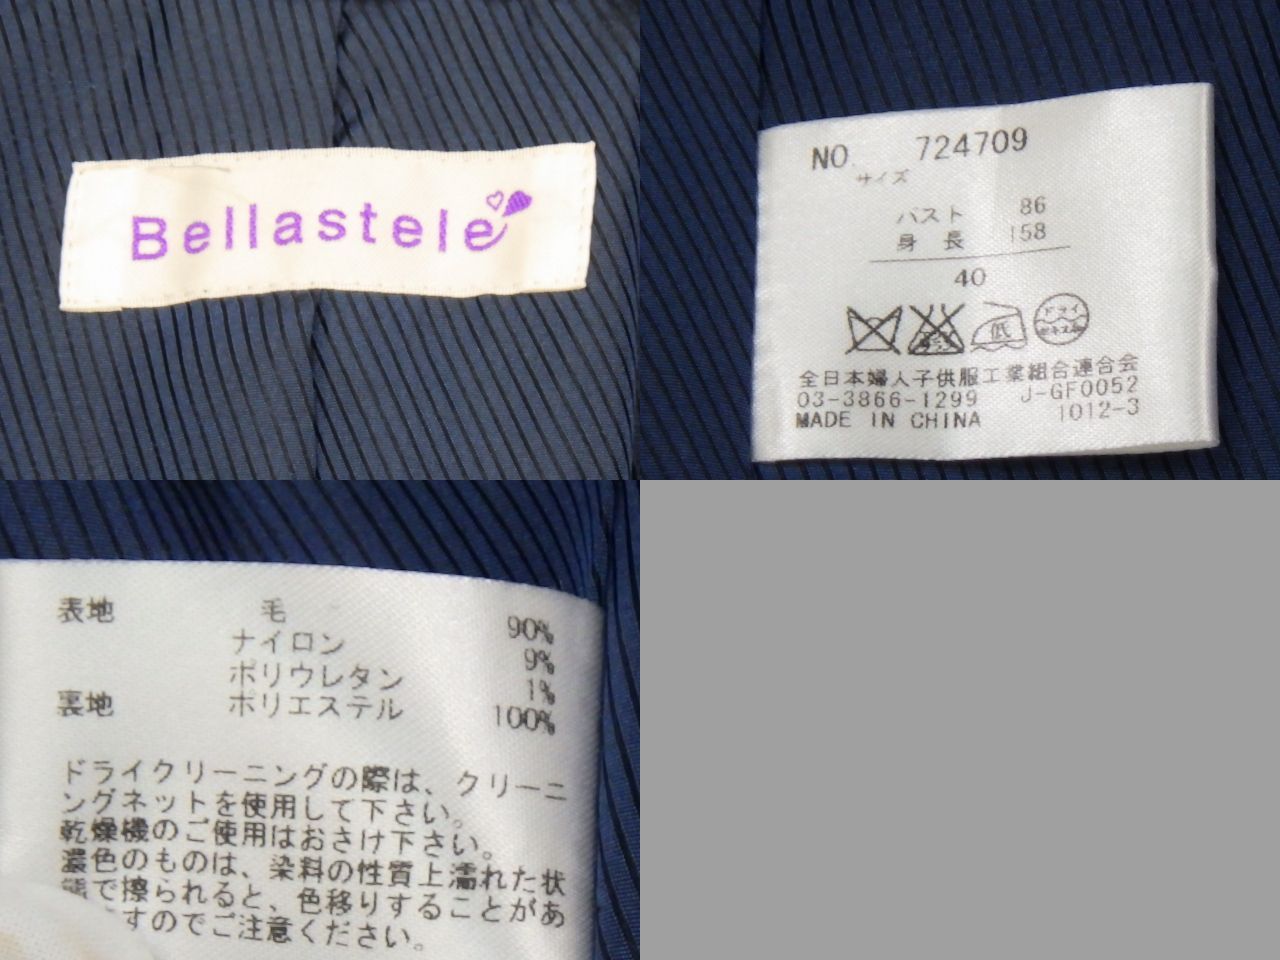 Bellastele
NO. 724709
サイズ
バスト 86
身長 158
40
低
ドライ
セキユ系
全日本婦人子供服工業組合連合会
03-3866-1299 J-GF0052
MADE IN CHINA 1012-3
表地 毛 90%
ナイロン 9%
ポリウレタン 1%
裏地 ポリエステル 100%
ドライクリーニングの際は、クリーニ
ングネットを使用して下さい。
乾燥機のご使用はおさけ下さい。
濃色のものは、染料の性質上濡れた状
態で擦られると、色移りすることがあ
ますのでご注意ください。